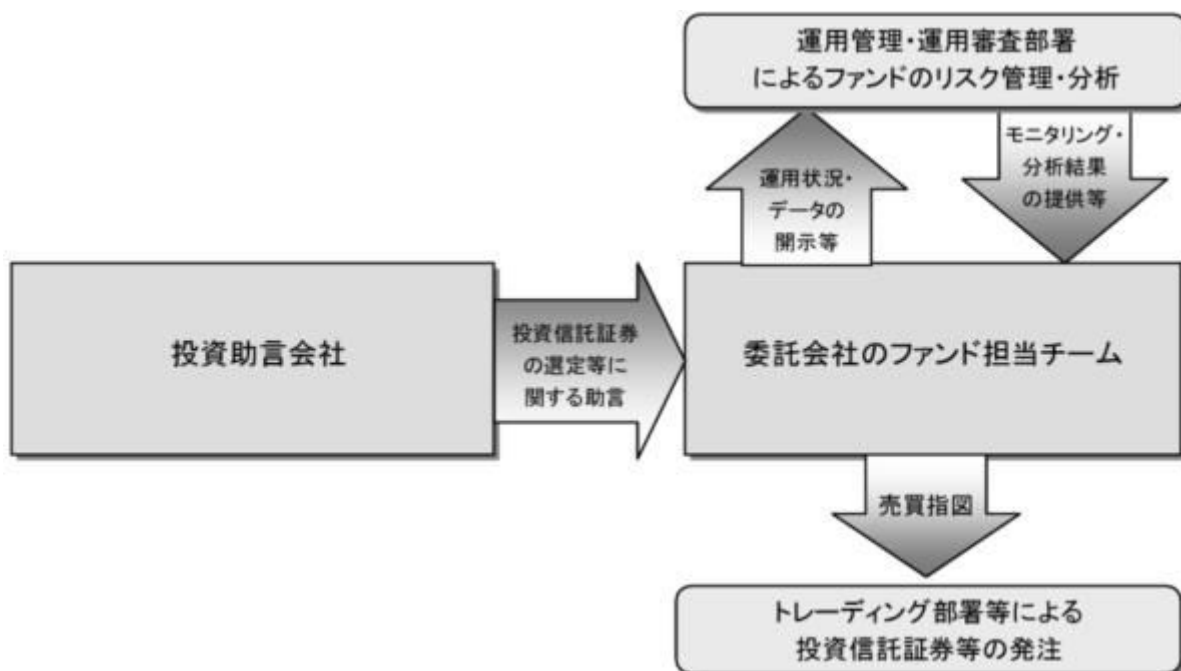 運用管理・運用審査部署
によるファンドのリスク管理・分析
運用状況・
データの
開示等
モニタリング・
分析結果
の提供等
投資助言会社
投資信託証券
の選定等に
関する助言
委託会社のファンド担当チーム
売買指図
トレーディング部署等による
投資信託証券等の発注